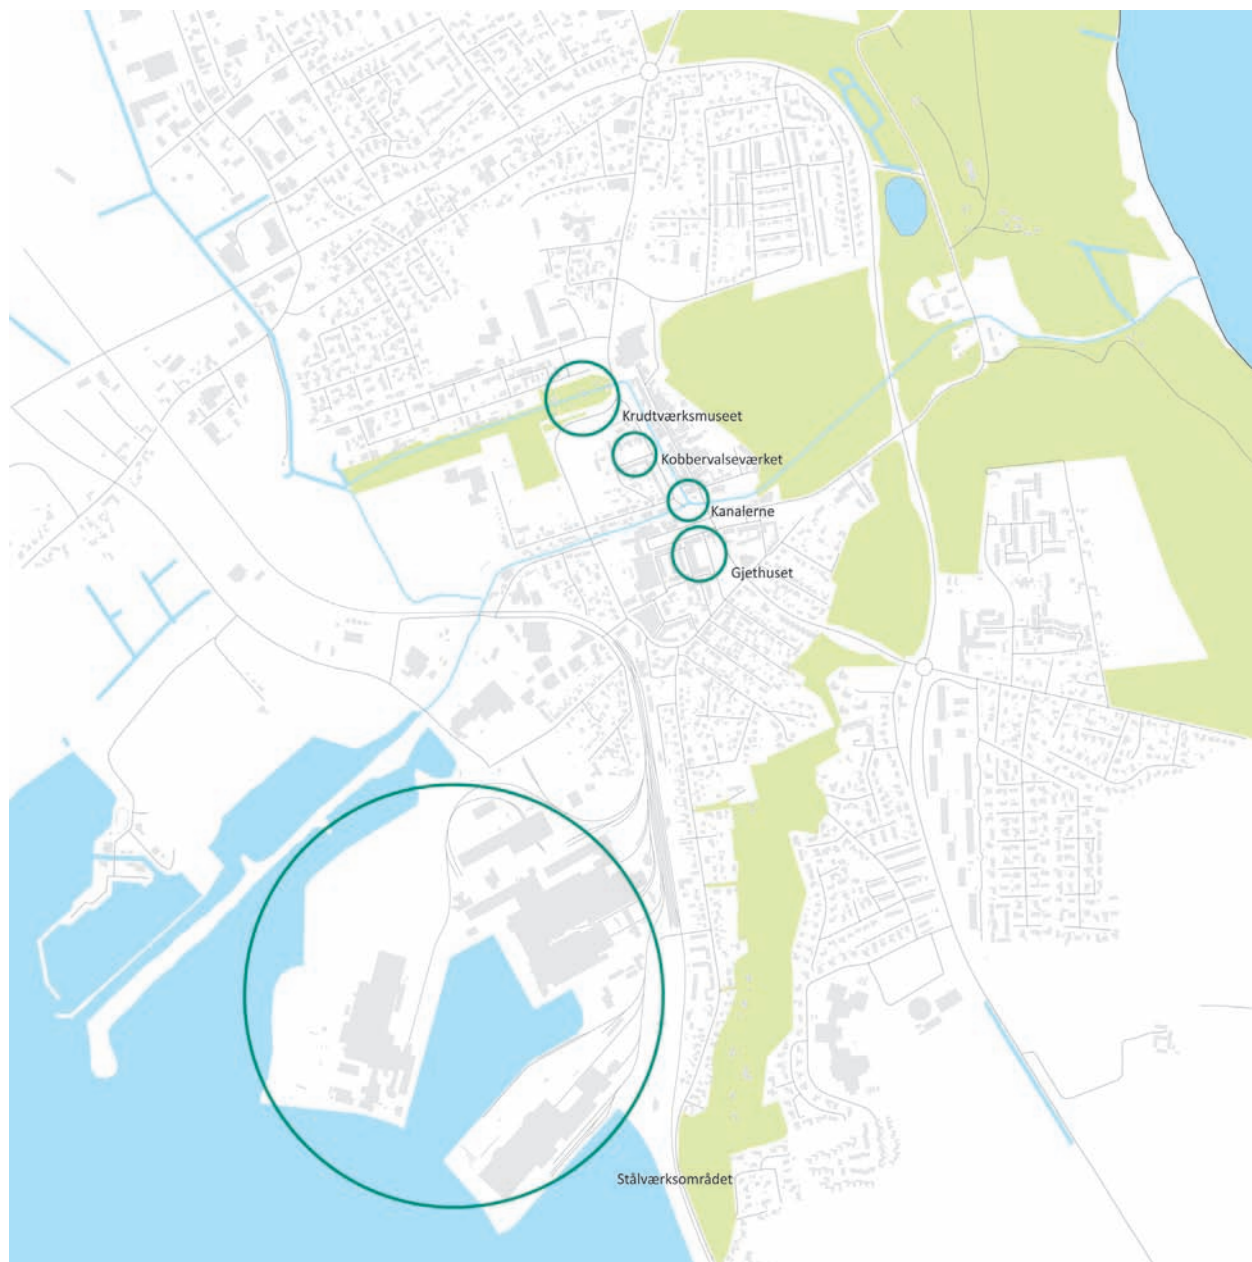 Krudtværksmuseet
Kobbervalseværket
Kanalerne
Gjethuset
Stålværksområdet